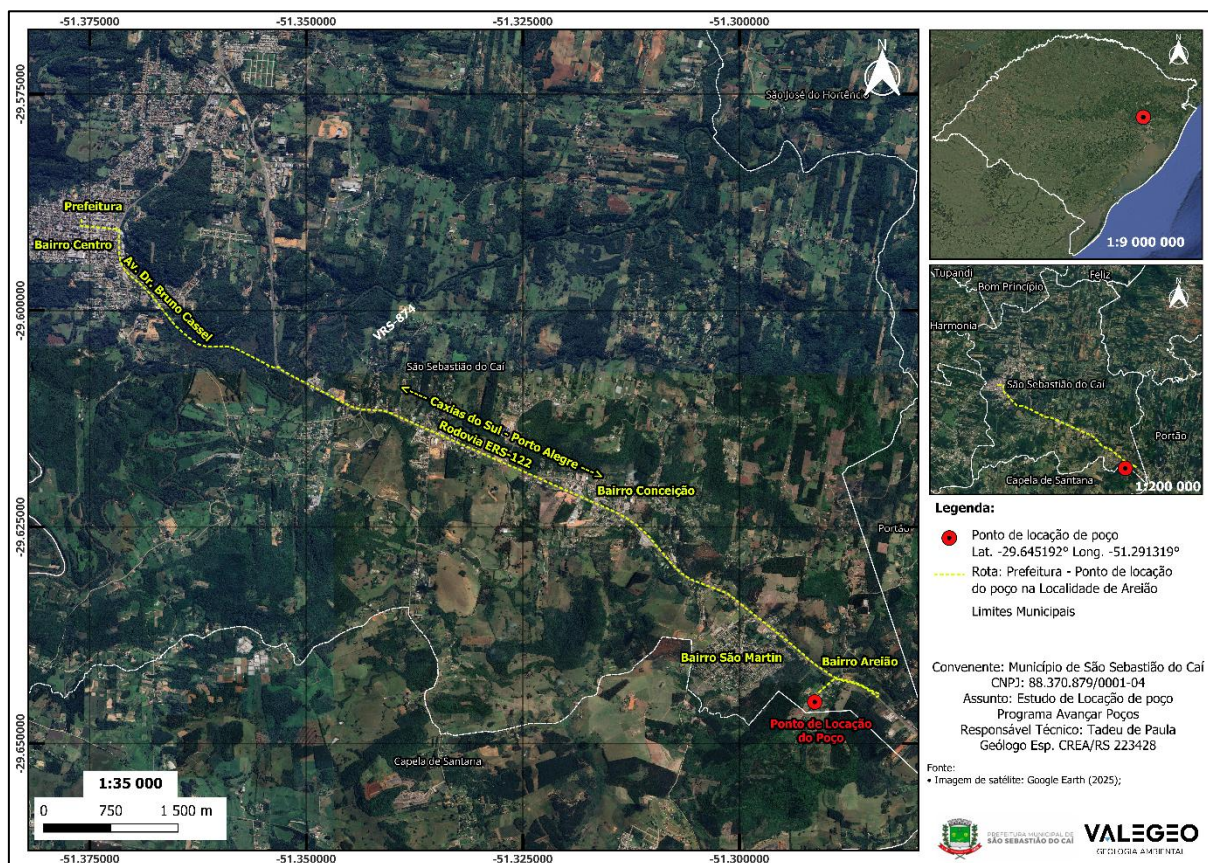 -51.375000
-51.350000
-51.325000
-51.300000
-29.575000
-29.600000
-29.625000
-29.650000
N
São José do Hortêncio
Prefeitura
Bairro Centro
Av. Dr. Bruno Cassel
VRS-874
São Sebastião do Caí
<---- Caxias do Sul - Porto Alegre ---->
Rodovia ERS-122
Bairro Conceição
Portão
Bairro São Martin
Bairro Areião
Ponto de Locação
do Poço
Capela de Santana
1:35 000
0 750 1 500 m
-51.375000
-51.350000
-51.325000
-51.300000
N
1:9 000 000
Tupandi
Feliz
Bom Princípio
N
Harmonia
São Sebastião do Caí
Portão
Capela de Santana
1:200 000
Legenda:
Ponto de locação de poço
Lat. -29.645192° Long. -51.291319°
Rota: Prefeitura - Ponto de locação
do poço na Localidade de Areião
Limites Municipais
Convenente: Município de São Sebastião do Caí
CNPJ: 88.370.879/0001-04
Assunto: Estudo de Locação de poço
Programa Avançar Poços
Responsável Técnico: Tadeu de Paula
Geólogo Esp. CREA/RS 223428
Fonte:
• Imagem de satélite: Google Earth (2025);
PREFEITURA MUNICIPAL DE
SÃO SEBASTIÃO DO CAÍ
VALEGEO
GEOLOGIA AMBIENTAL